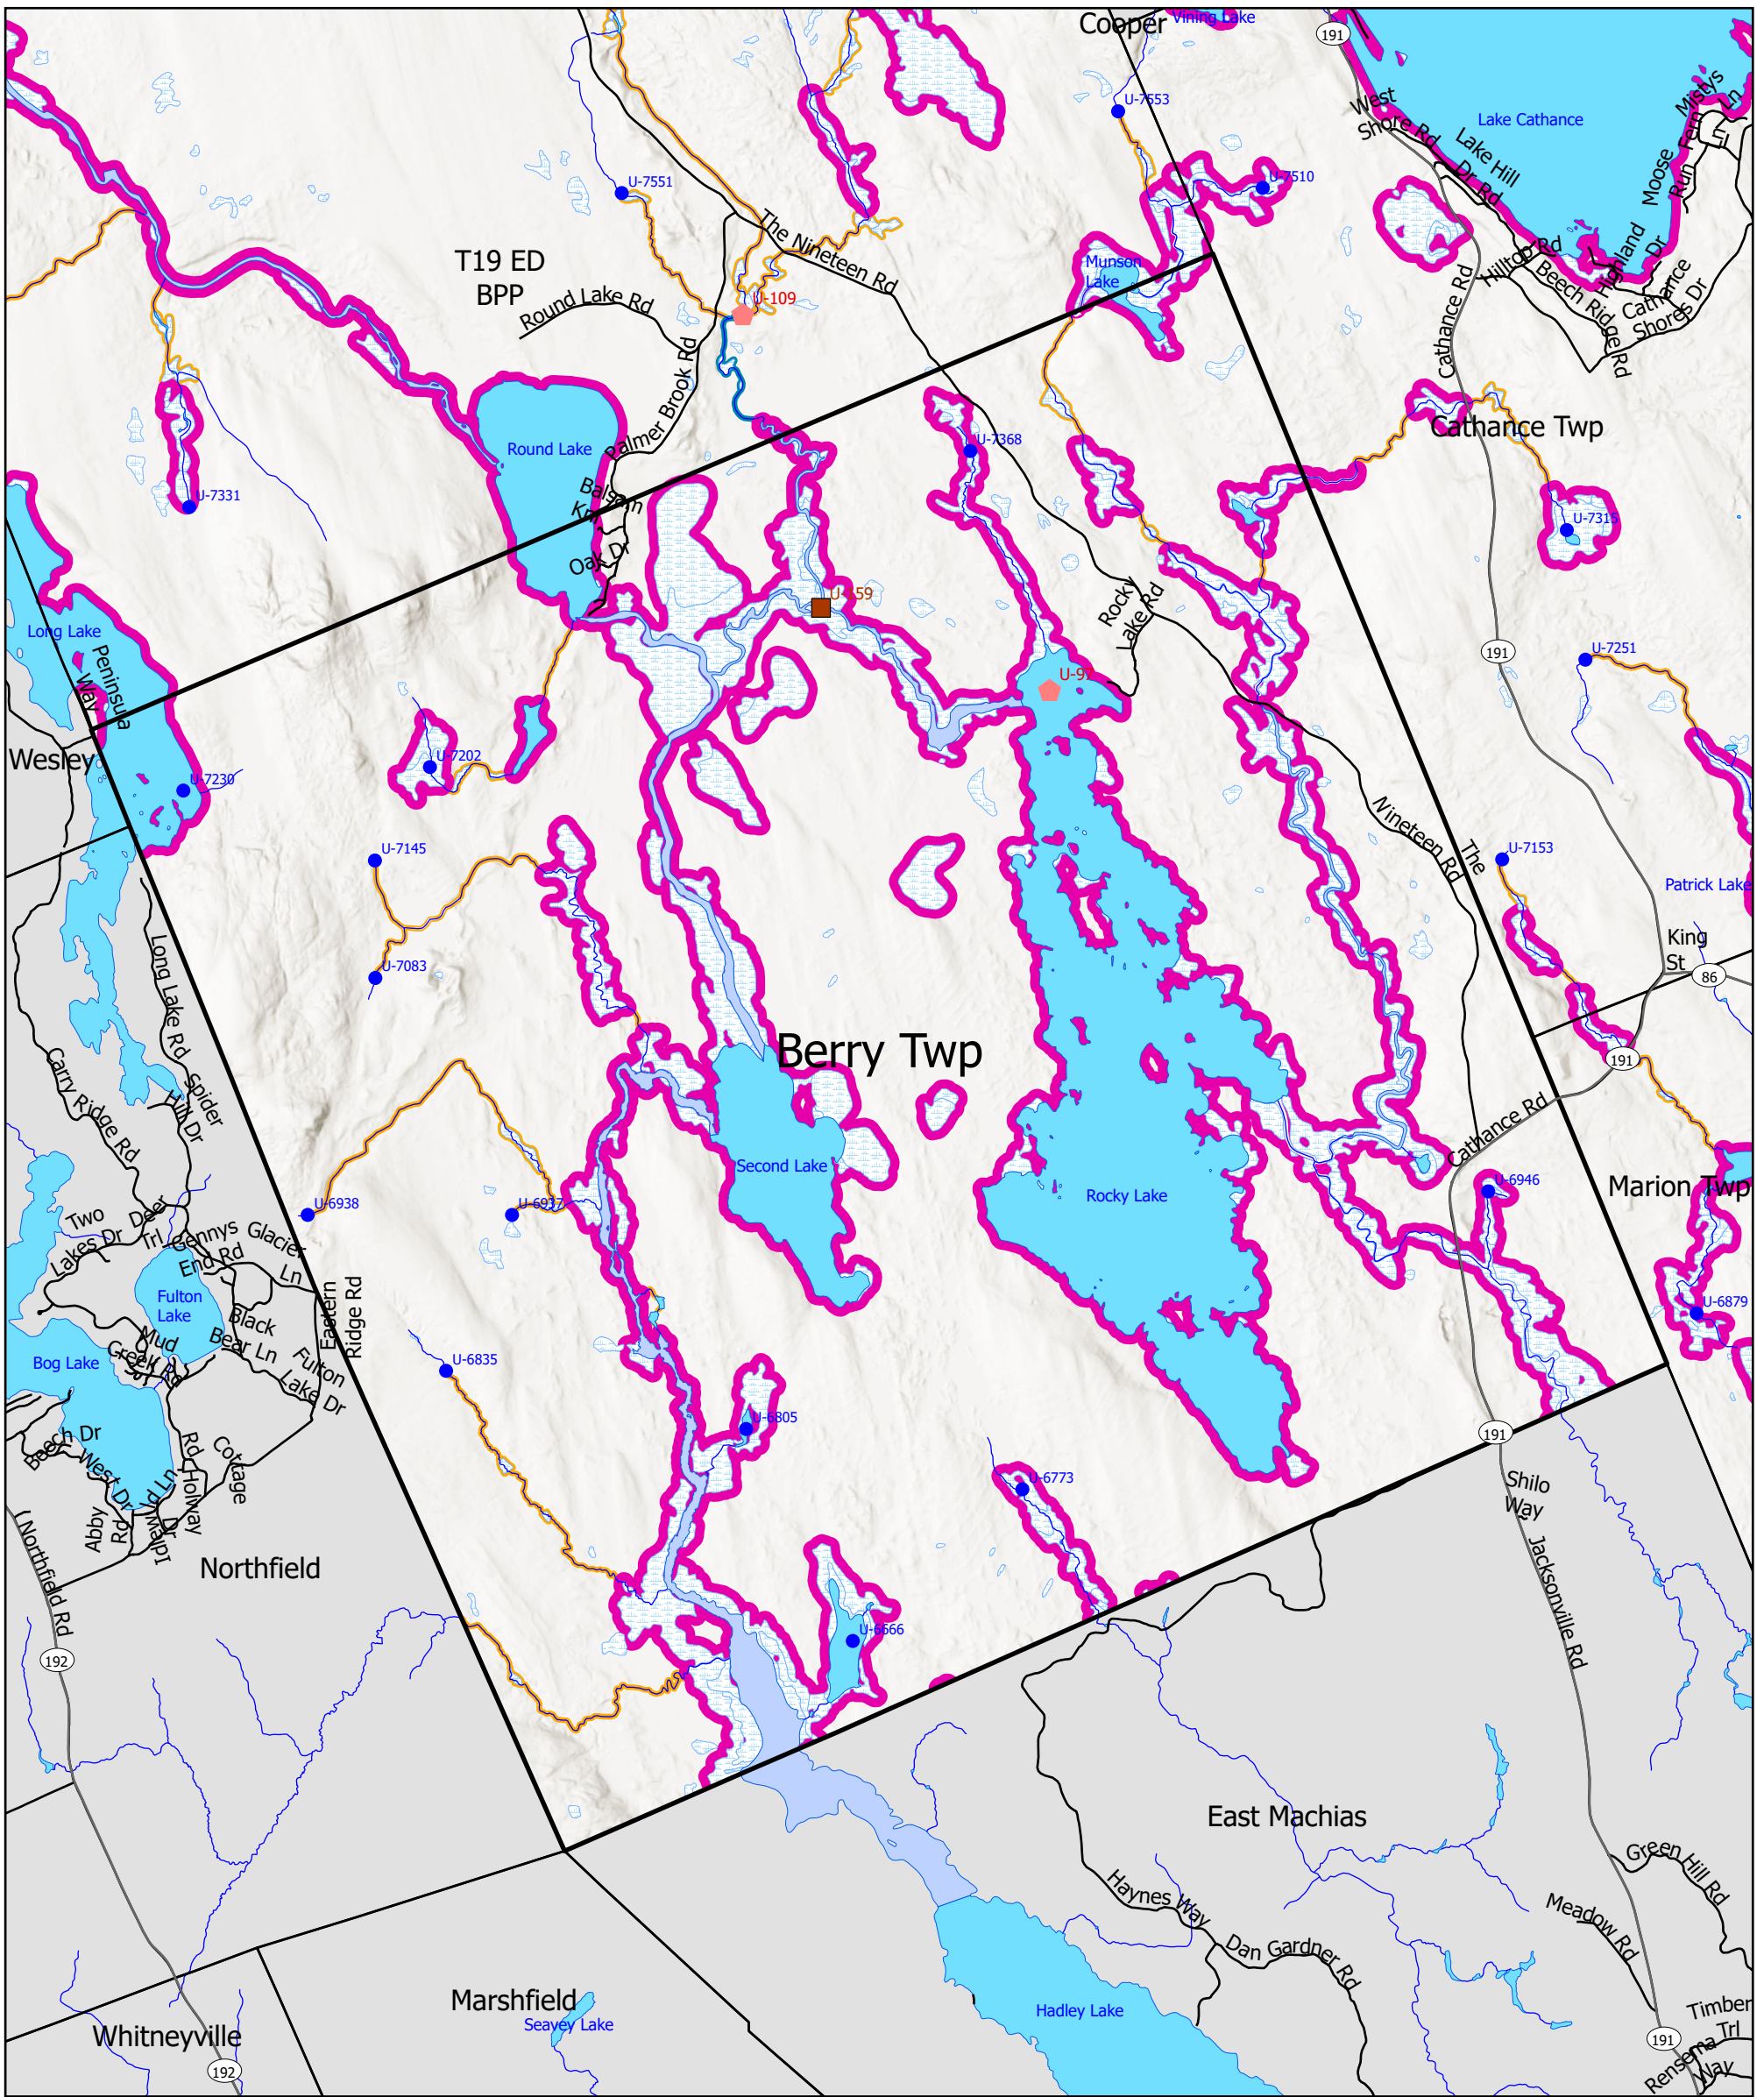 Cooper
Vining Lake
191
U-7553
West
Shore Rd
Lake Cathance
Mistys
Ln
Fern
Ln
Lake Hill
Dr Rd
Moose
Run
U-7551
U-7510
The Nineteen Rd
T19 ED
BPP
Munson
Lake
Highland
Dr
Hilltop Rd
Beech Ridge Rd
Cathance
Shores Dr
Round Lake Rd
U-109
Cathance Rd
Palmer Brook Rd
Cathance Twp
Round Lake
U-7368
U-7331
Balsam
Km
U-7315
Oak Dr
U-159
Rocky
Lake Rd
Long Lake
Peninsula
Way
191
U-7251
U-97
Wesley
U-7202
U-7230
Nineteen Rd
The
U-7145
U-7153
Patrick Lake
King
St
86
U-7083
Long Lake Rd
Berry Twp
191
Carry Ridge Rd
Spider
Hill Dr
Cathance Rd
Second Lake
Rocky Lake
U-6946
Marion Twp
U-6938
U-6937
Two
Lakes Dr
Deer
Trl
Gennys
End Rd
Glacier
Ln
Eastern
Ridge Rd
Fulton
Lake
U-6879
Black
Bear Ln
Mud
Creek Rd
Bog Lake
Fulton
Lake Dr
U-6835
U-6805
191
Beech Dr
West Dr
Rd
Holway
Cottage
U-6773
Shilo
Way
Abby
Rd
d Ln
Dr
Northfield Rd
Northfield
Jacksonville Rd
U-6666
192
East Machias
Green Hill Rd
Haynes Way
Meadow Rd
Dan Gardner Rd
Marshfield
Seavey Lake
Hadley Lake
Timber
Trl
Whitneyville
191
Rensema
Way
192